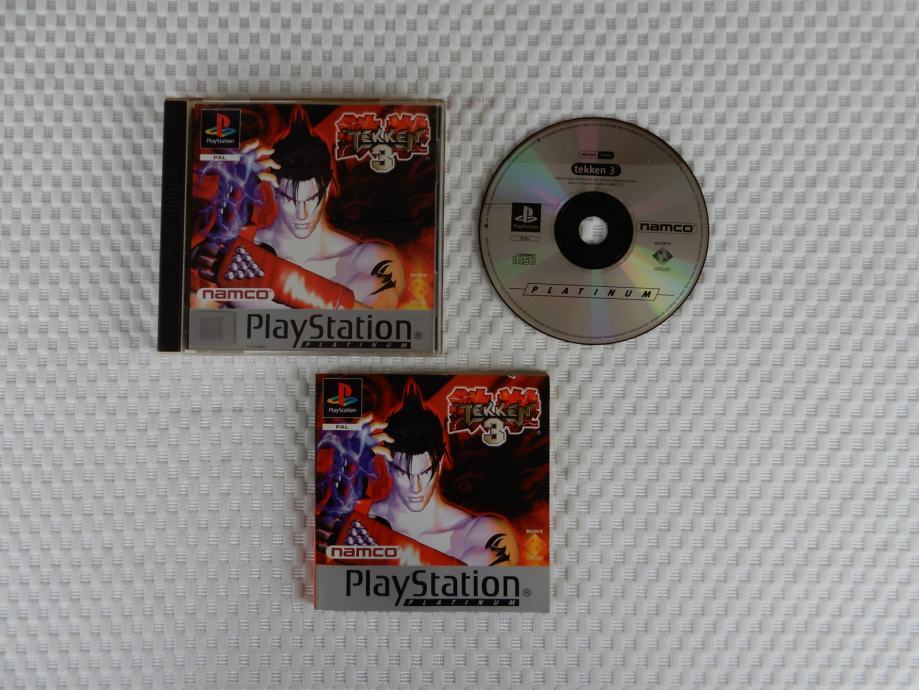 PlayStation
PAL
TEKKEN
3
SONY
namco
PlayStation®
PLATINUM
tekken 3
PlayStation
PAL
namco
PLATINUM
PlayStation
PAL
TEKKEN
3
SONY
namco
PlayStation®
PLATINUM